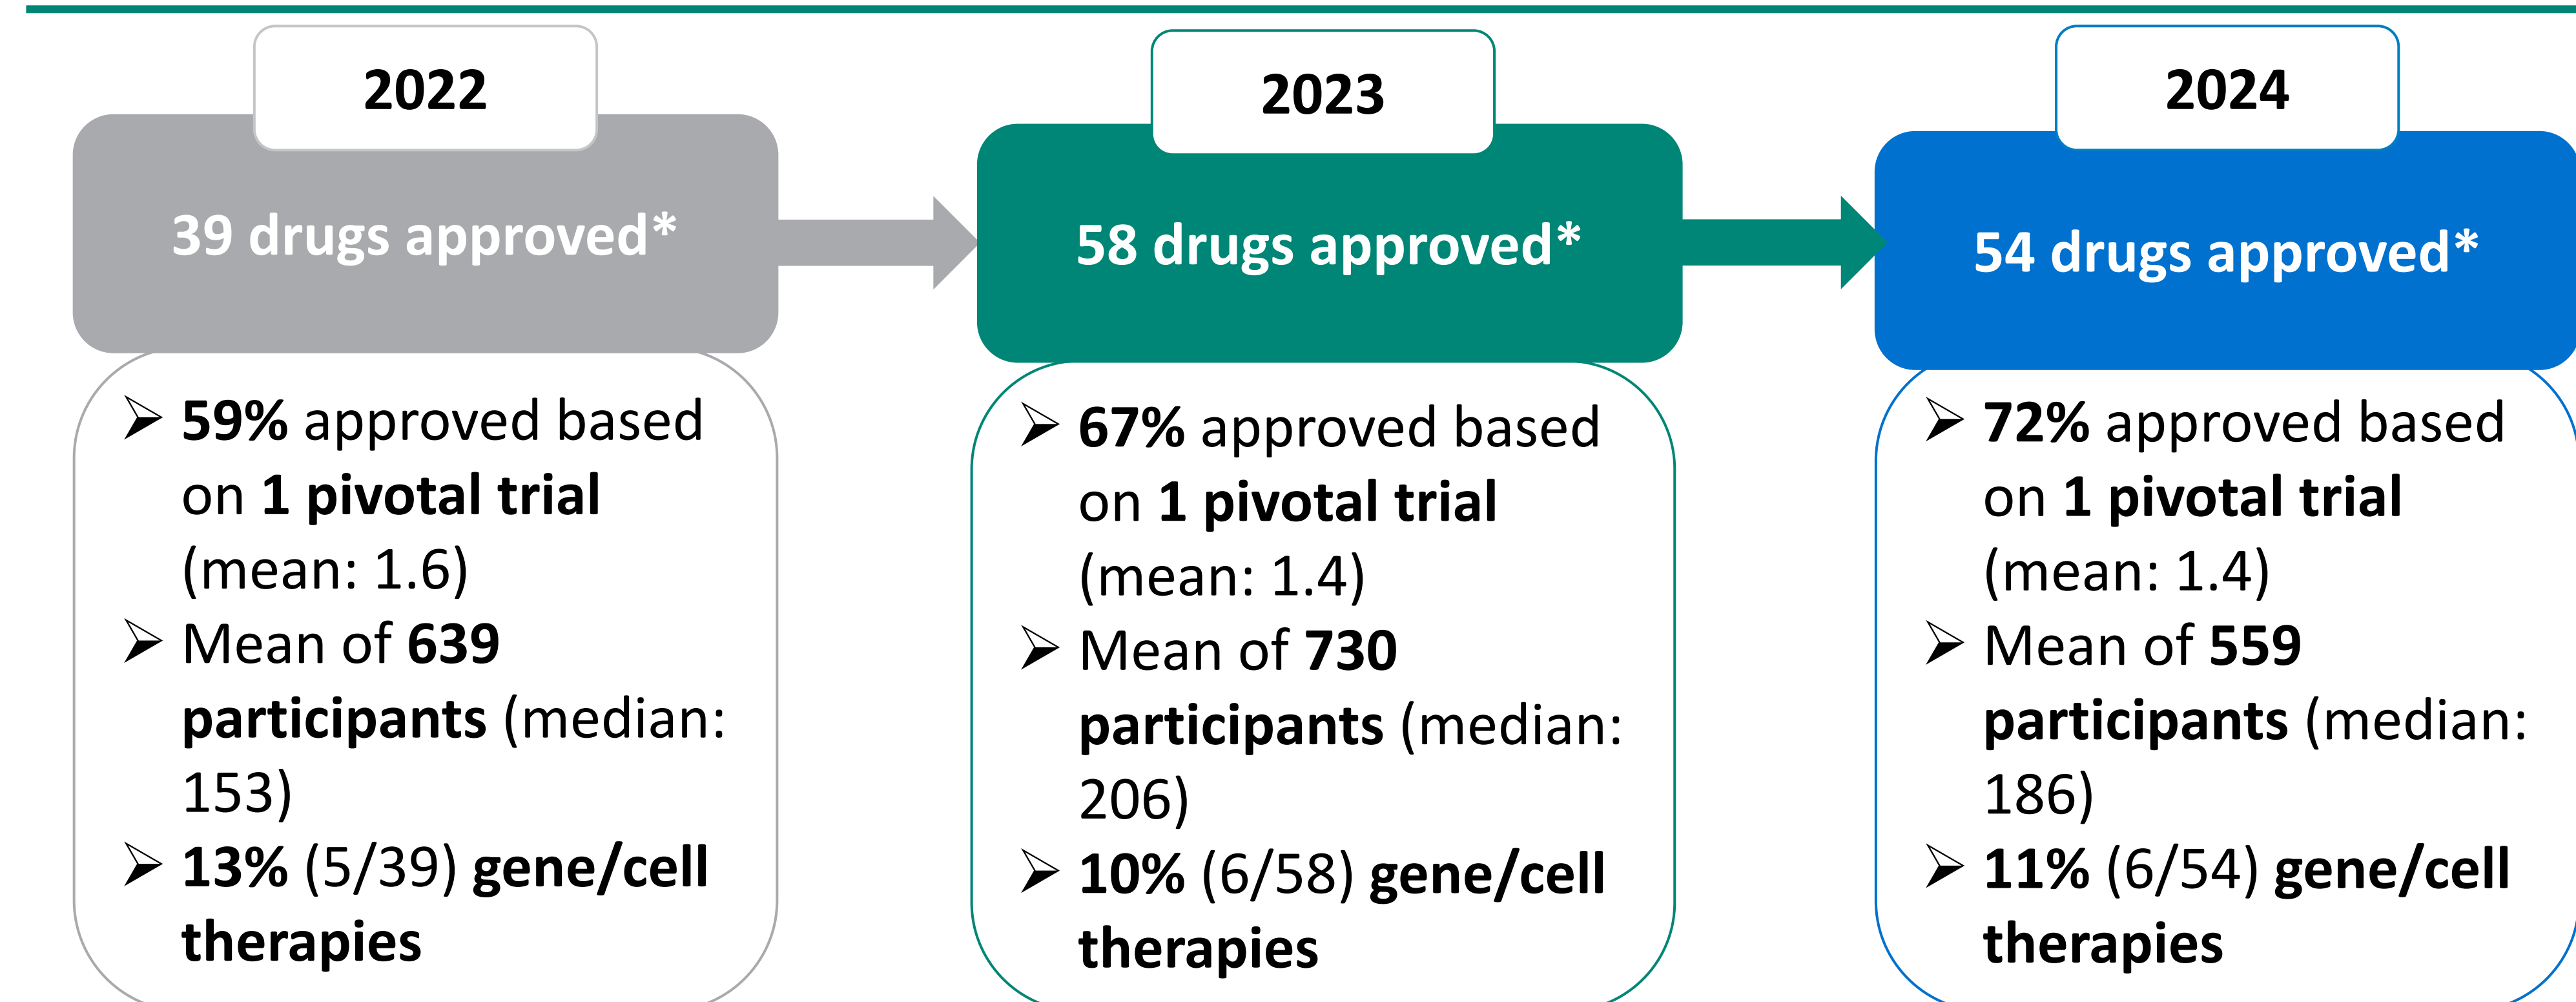 2022
39 drugs approved*
➢ 59% approved based
on 1 pivotal trial
(mean: 1.6)
➢ Mean of 639
participants (median:
153)
➢ 13% (5/39) gene/cell
therapies
2023
58 drugs approved*
➢ 67% approved based
on 1 pivotal trial
(mean: 1.4)
➢ Mean of 730
participants (median:
206)
➢ 10% (6/58) gene/cell
therapies
2024
54 drugs approved*
➢ 72% approved based
on 1 pivotal trial
(mean: 1.4)
➢ Mean of 559
participants (median:
186)
➢ 11% (6/54) gene/cell
therapies